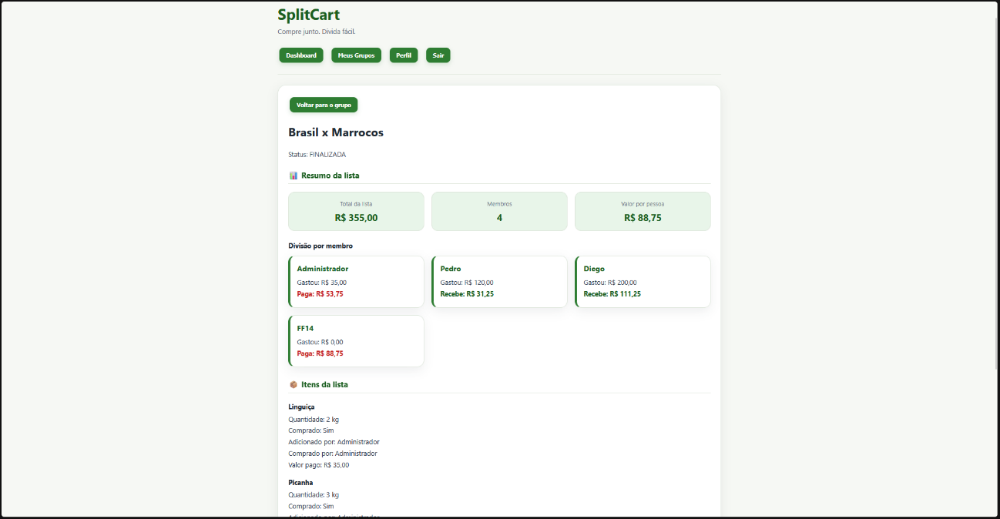 SplitCart
Compre junto. Divida fácil.
Dashboard Meus Grupos Perfil Sair
Voltar para o grupo
Brasil x Marrocos
Status: FINALIZADA
Resumo da lista
Total da lista
R$ 355,00
Membros
4
Valor por pessoa
R$ 88,75
Divisão por membro
Administrador
Gastou: R$ 35,00
Paga: R$ 53,75
Pedro
Gastou: R$ 120,00
Recebe: R$ 31,25
Diego
Gastou: R$ 200,00
Recebe: R$ 111,25
FF14
Gastou: R$ 0,00
Paga: R$ 88,75
Itens da lista
Linguiça
Quantidade: 2 kg
Comprado: Sim
Adicionado por: Administrador
Comprado por: Administrador
Valor pago: R$ 35,00
Picanha
Quantidade: 3 kg
Comprado: Sim
Adicionado por: Administrador